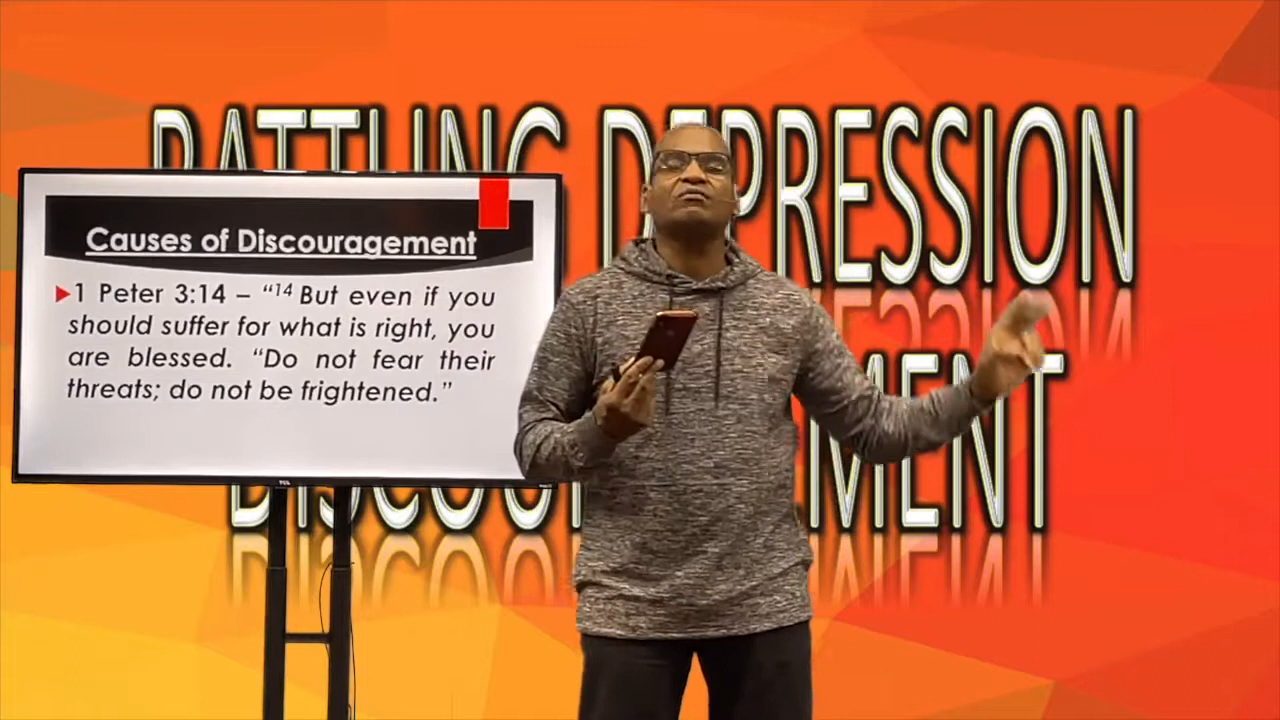 BATTLING DEPRESSION
Causes of Discouragement
1 Peter 3:14 – “14 But even if you
should suffer for what is right, you
are blessed. “Do not fear their
threats; do not be frightened.”
TCL